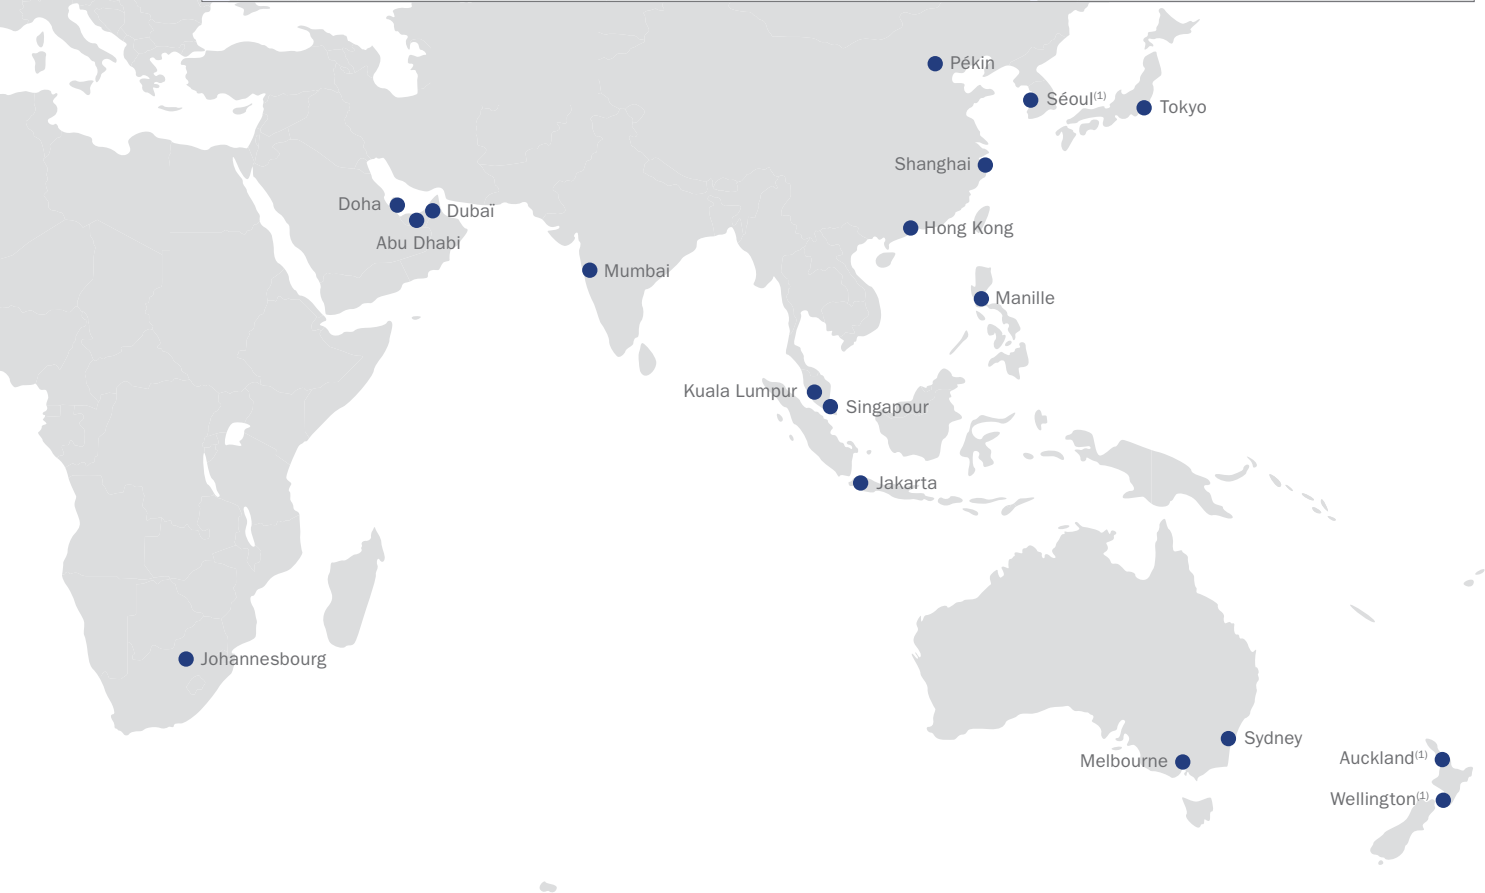 Pékin
Séoul(1)
Tokyo
Shanghai
Doha
Dubaï
Hong Kong
Abu Dhabi
Mumbai
Manille
Kuala Lumpur
Singapour
Jakarta
Johannesbourg
Sydney
Melbourne
Auckland(1)
Wellington(1)